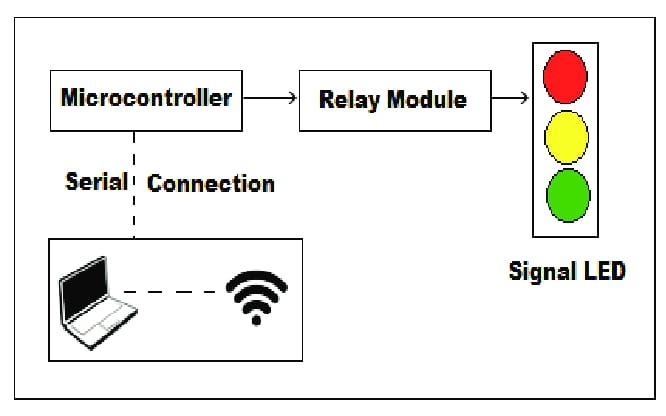 Microcontroller
Relay Module
Serial Connection
Signal LED